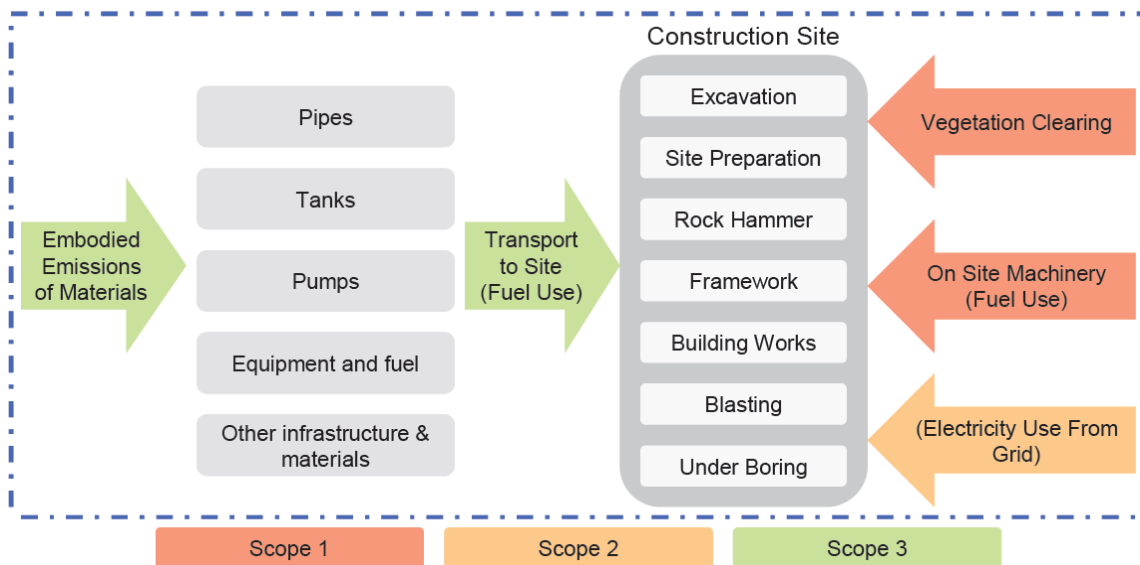 Construction Site
Embodied
Emissions
of Materials
Pipes
Tanks
Pumps
Equipment and fuel
Other infrastructure &
materials
Transport
to Site
(Fuel Use)
Excavation
Site Preparation
Rock Hammer
Framework
Building Works
Blasting
Under Boring
Vegetation Clearing
On Site Machinery
(Fuel Use)
(Electricity Use From
Grid)
Scope 1
Scope 2
Scope 3